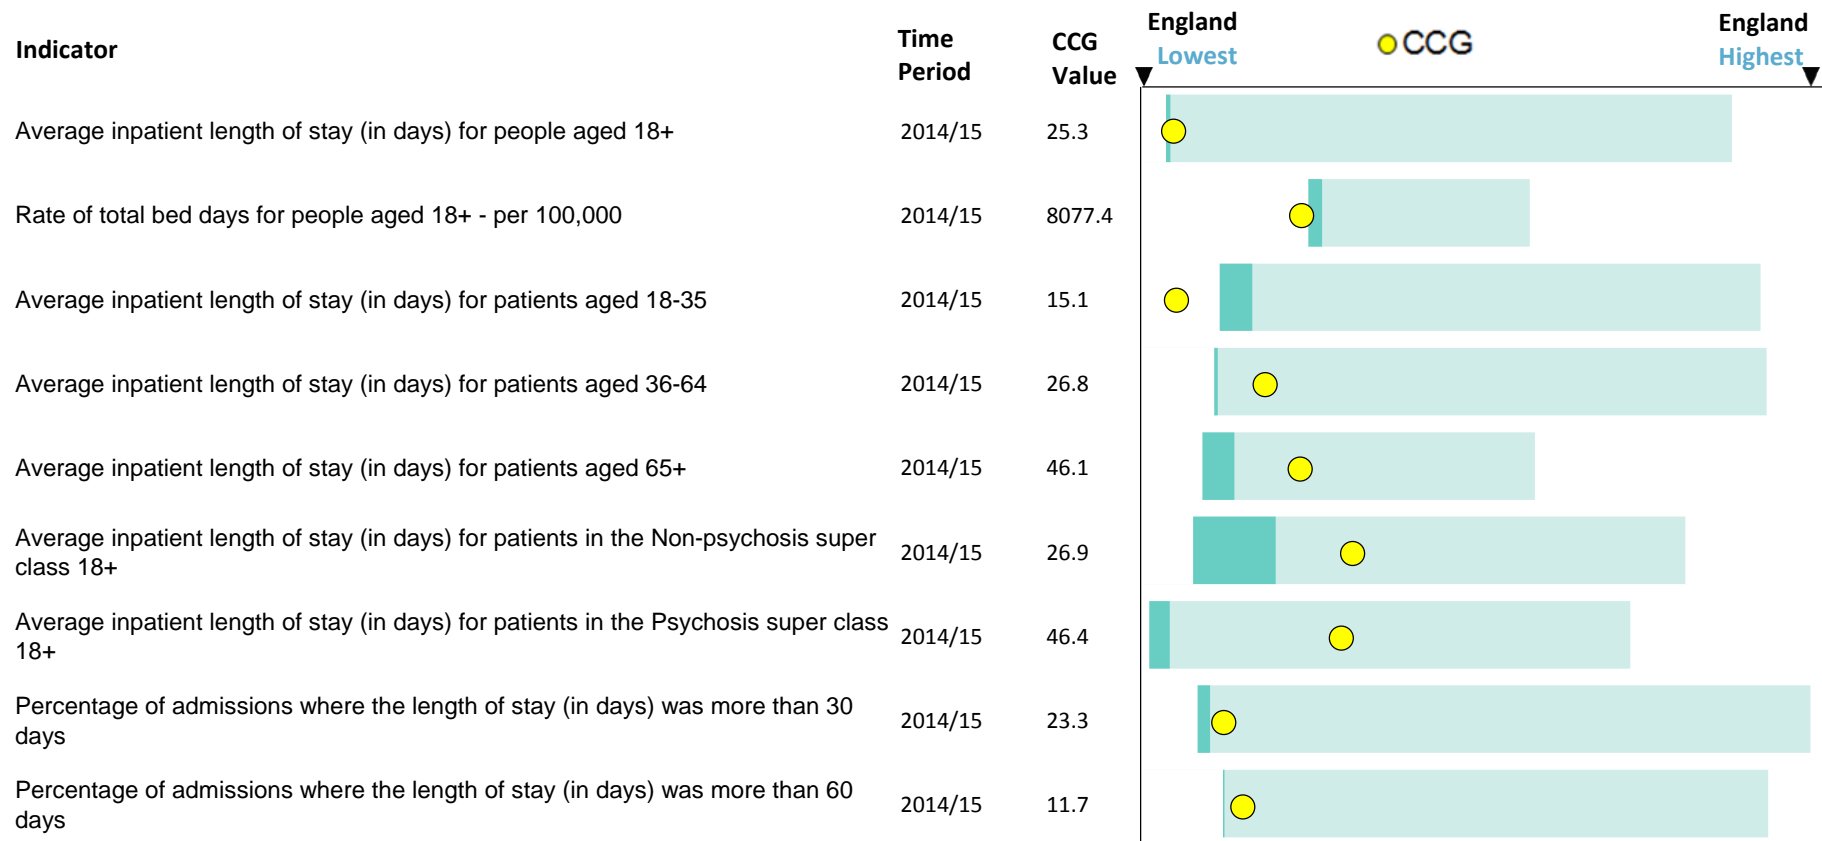 Indicator
Time Period
CCG Value
England Lowest
CCG
England Highest
Average inpatient length of stay (in days) for people aged 18+ 2014/15 25.3
Rate of total bed days for people aged 18+ - per 100,000 2014/15 8077.4
Average inpatient length of stay (in days) for patients aged 18-35 2014/15 15.1
Average inpatient length of stay (in days) for patients aged 36-64 2014/15 26.8
Average inpatient length of stay (in days) for patients aged 65+ 2014/15 46.1
Average inpatient length of stay (in days) for patients in the Non-psychosis super
class 18+ 2014/15 26.9
Average inpatient length of stay (in days) for patients in the Psychosis super class
18+ 2014/15 46.4
Percentage of admissions where the length of stay (in days) was more than 30
days 2014/15 23.3
Percentage of admissions where the length of stay (in days) was more than 60
days 2014/15 11.7